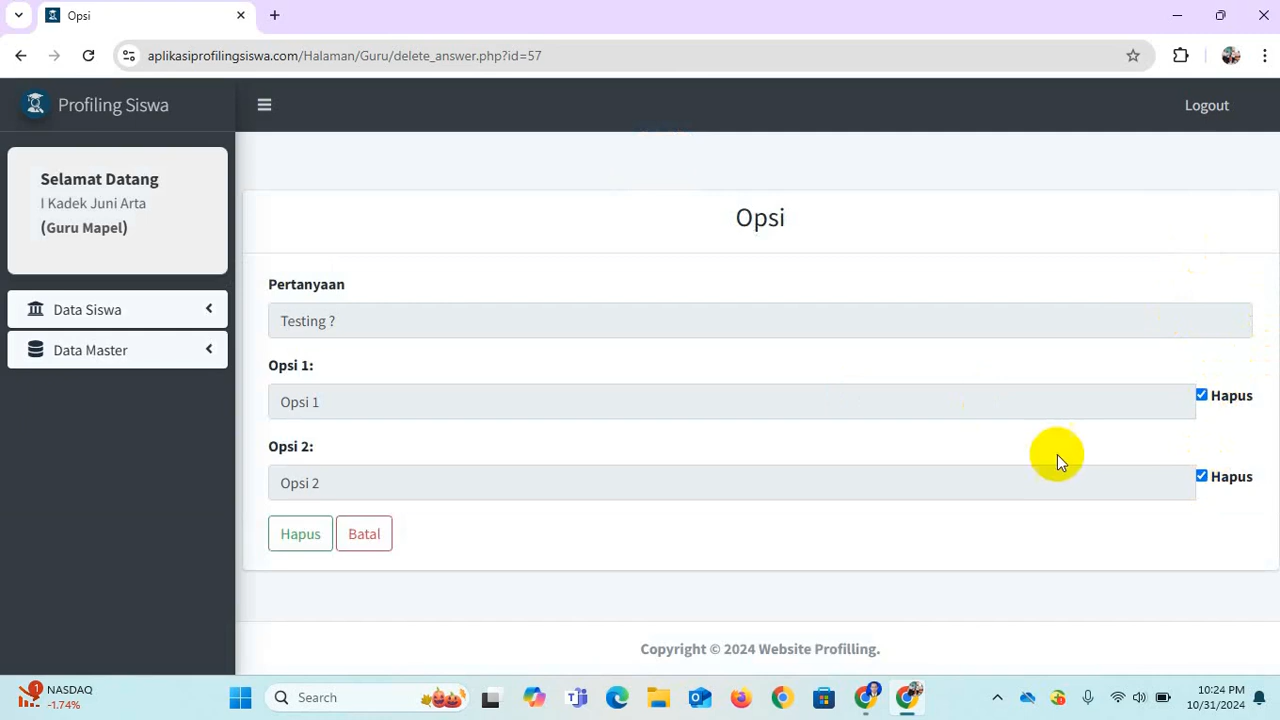 Opsi
aplikasiprofilingsiswa.com/Halaman/Guru/delete_answer.php?id=57
Profiling Siswa
Logout
Selamat Datang
I Kadek Juni Arta
(Guru Mapel)
Data Siswa
Data Master
Opsi
Pertanyaan
Testing ?
Opsi 1:
Opsi 1
Hapus
Opsi 2:
Opsi 2
Hapus
Hapus
Batal
Copyright © 2024 Website Profilling.
1
NASDAQ
-1.74%
Search
10:24 PM
10/31/2024